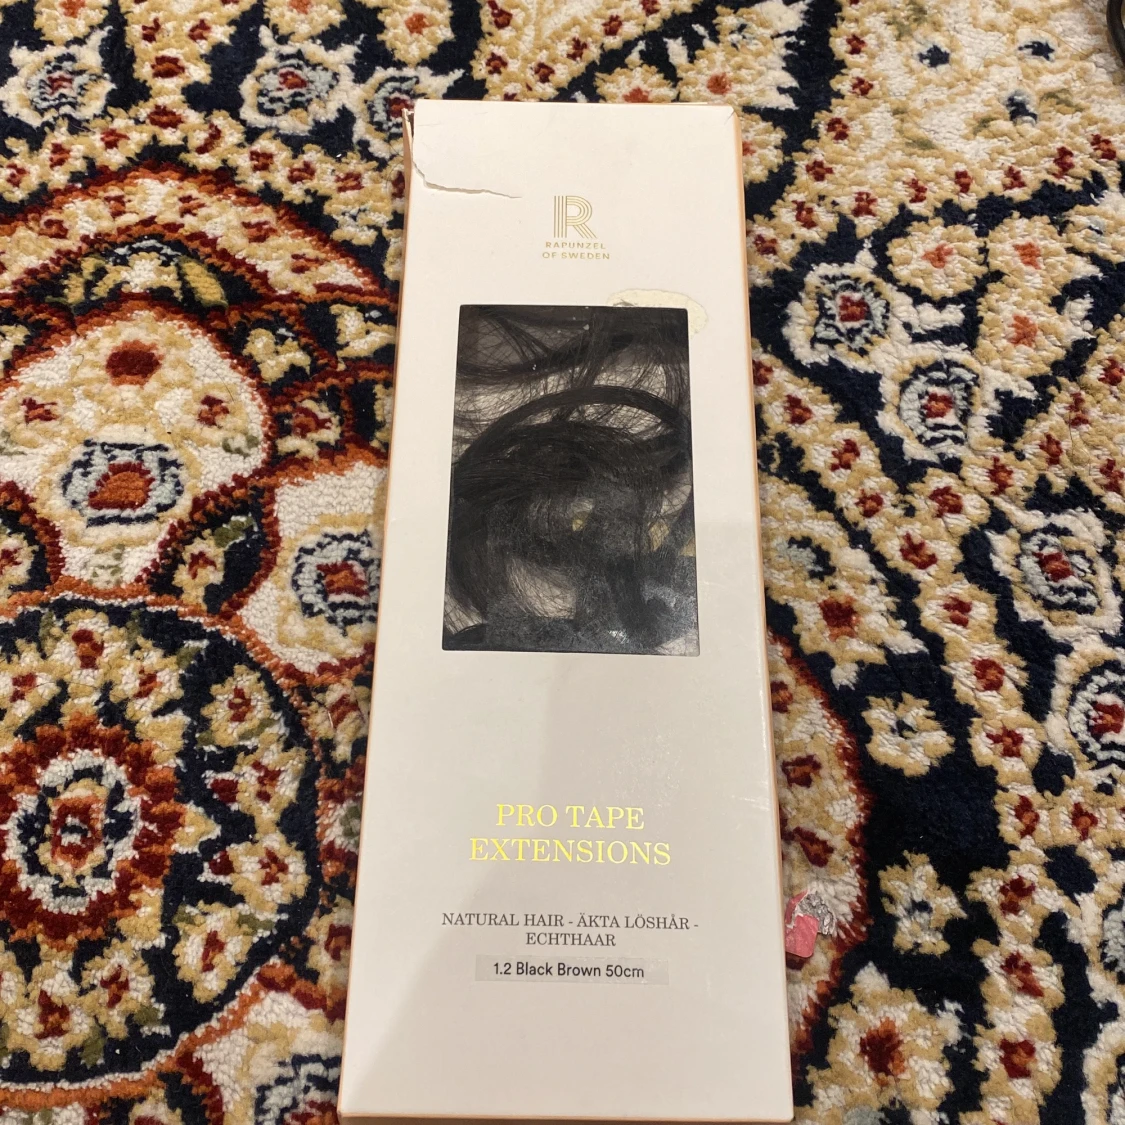 R
RAPUNZEL
OF SWEDEN
PRO TAPE
EXTENSIONS
NATURAL HAIR - ÄKTA LÖSHÅR -
ECHTHAAR
1.2 Black Brown 50cm